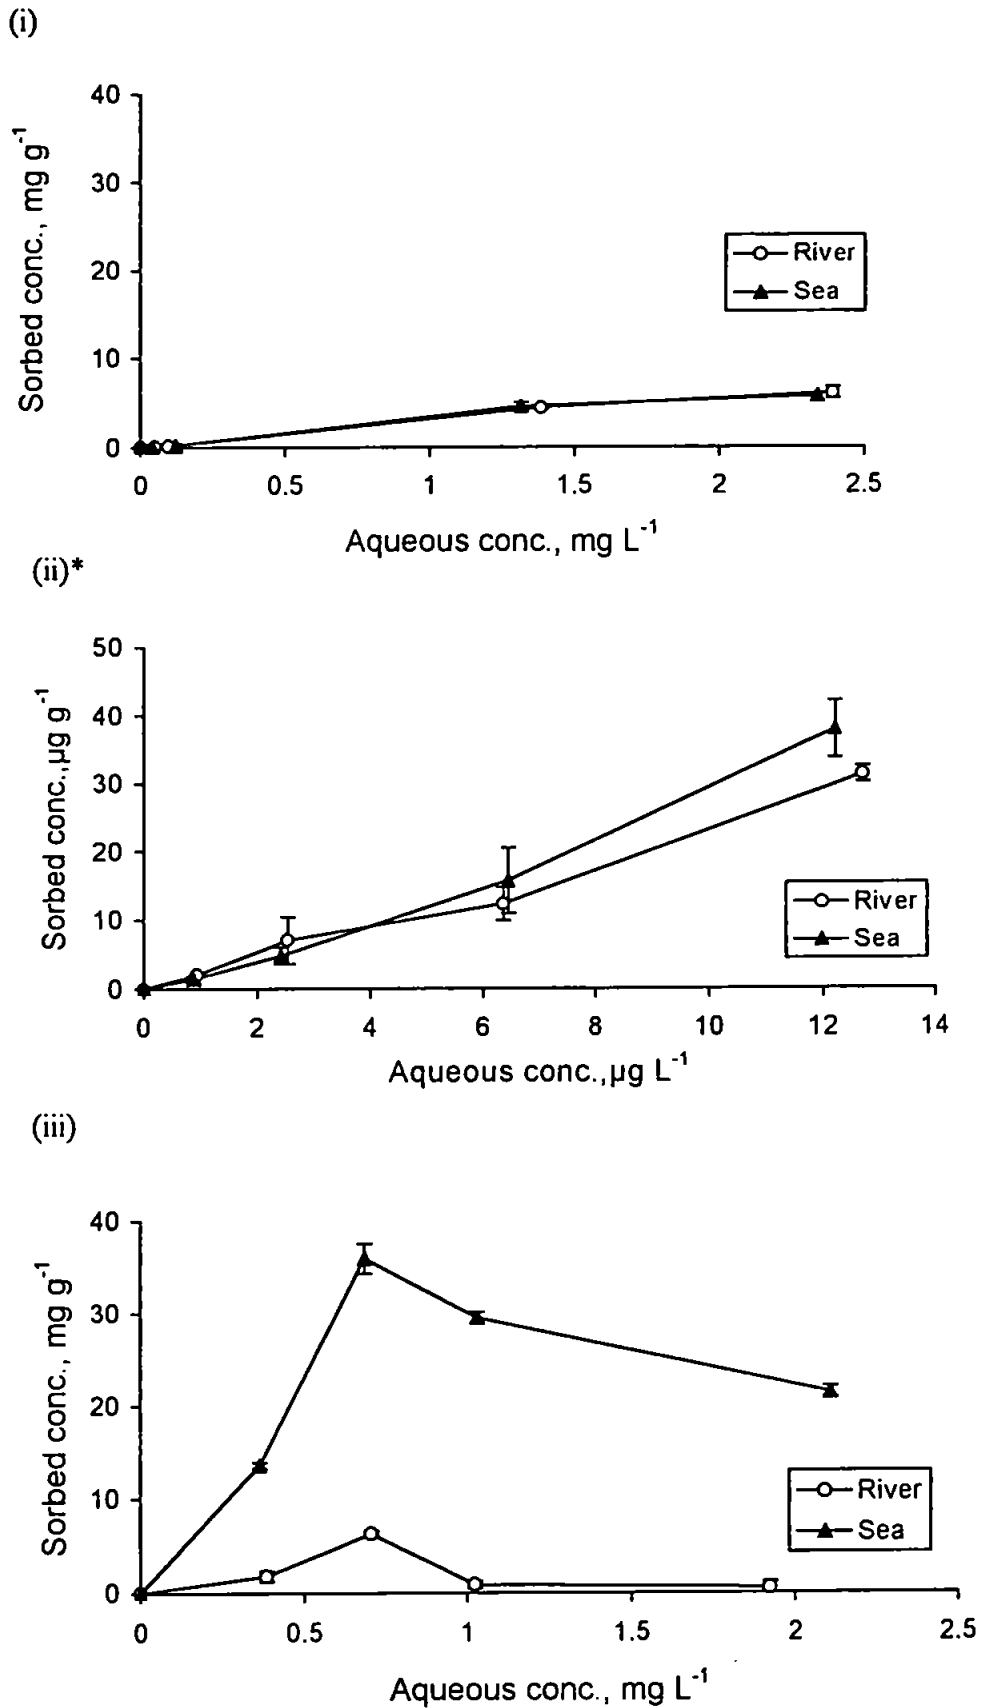 (i)
40
30
20
10
0
Sorbed conc., mg g⁻¹
River
Sea
0 0.5 1 1.5 2 2.5
Aqueous conc., mg L⁻¹
(ii)*
50
40
30
20
10
0
Sorbed conc.,µg g⁻¹
River
Sea
0 2 4 6 8 10 12 14
Aqueous conc.,µg L⁻¹
(iii)
40
30
20
10
0
Sorbed conc., mg g⁻¹
River
Sea
0 0.5 1 1.5 2 2.5
Aqueous conc., mg L⁻¹